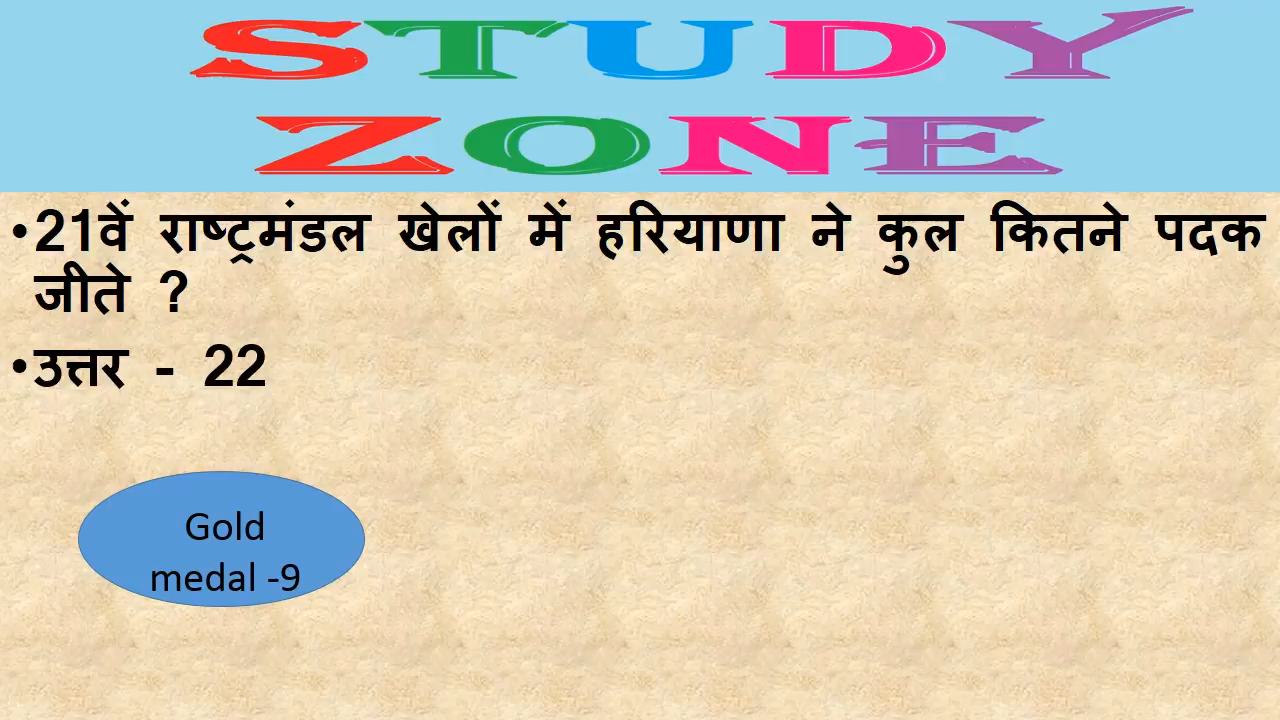 STUDY
ZONE
•21वें राष्ट्रमंडल खेलों में हरियाणा ने कुल कितने पदक
जीते ?
•उत्तर - 22
Gold
medal -9